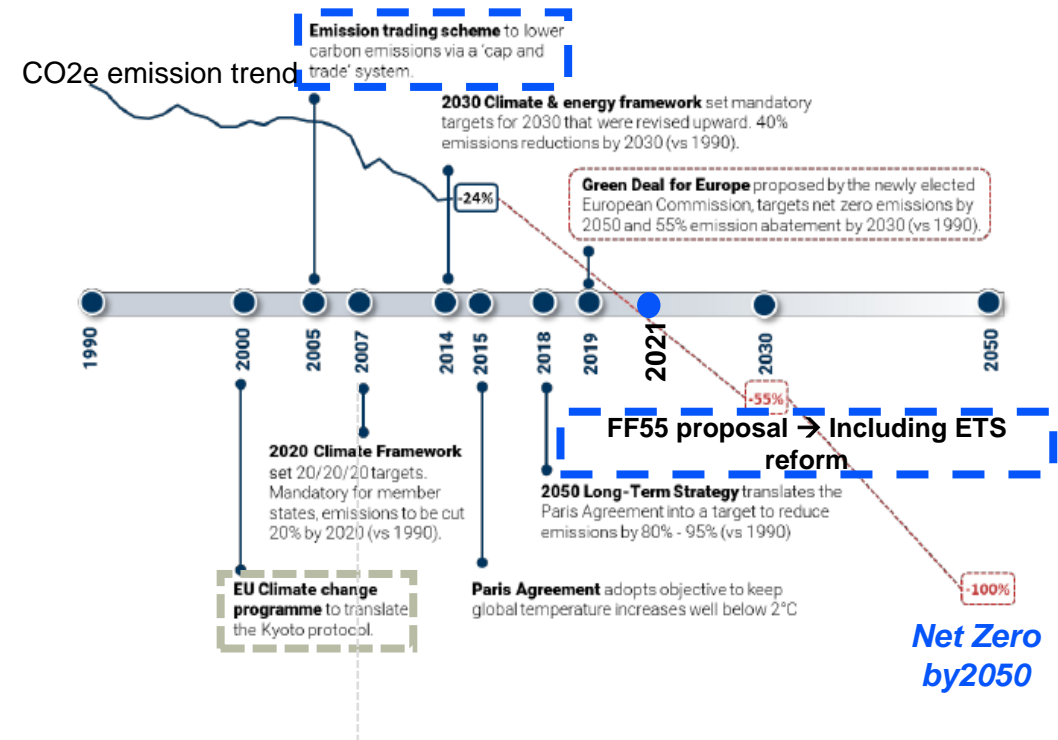 Emission trading scheme to lower
carbon emissions via a 'cap and
trade' system.
CO2e emission trend
2030 Climate & energy framework set mandatory
targets for 2030 that were revised upward. 40%
emissions reductions by 2030 (vs 1990).
Green Deal for Europe proposed by the newly elected
European Commission, targets net zero emissions by
2050 and 55% emission abatement by 2030 (vs 1990).
-24%
1990
2000
2005
2007
2014
2015
2018
2019
2021
2030
2050
-55%
FF55 proposal → Including ETS
reform
2020 Climate Framework
set 20/20/20 targets.
Mandatory for member
states, emissions to be cut
20% by 2020 (vs 1990).
2050 Long-Term Strategy translates the
Paris Agreement into a target to reduce
emissions by 80% - 95% (vs 1990)
EU Climate change
programme to translate
the Kyoto protocol.
Paris Agreement adopts objective to keep
global temperature increases well below 2°C
-100%
Net Zero
by2050